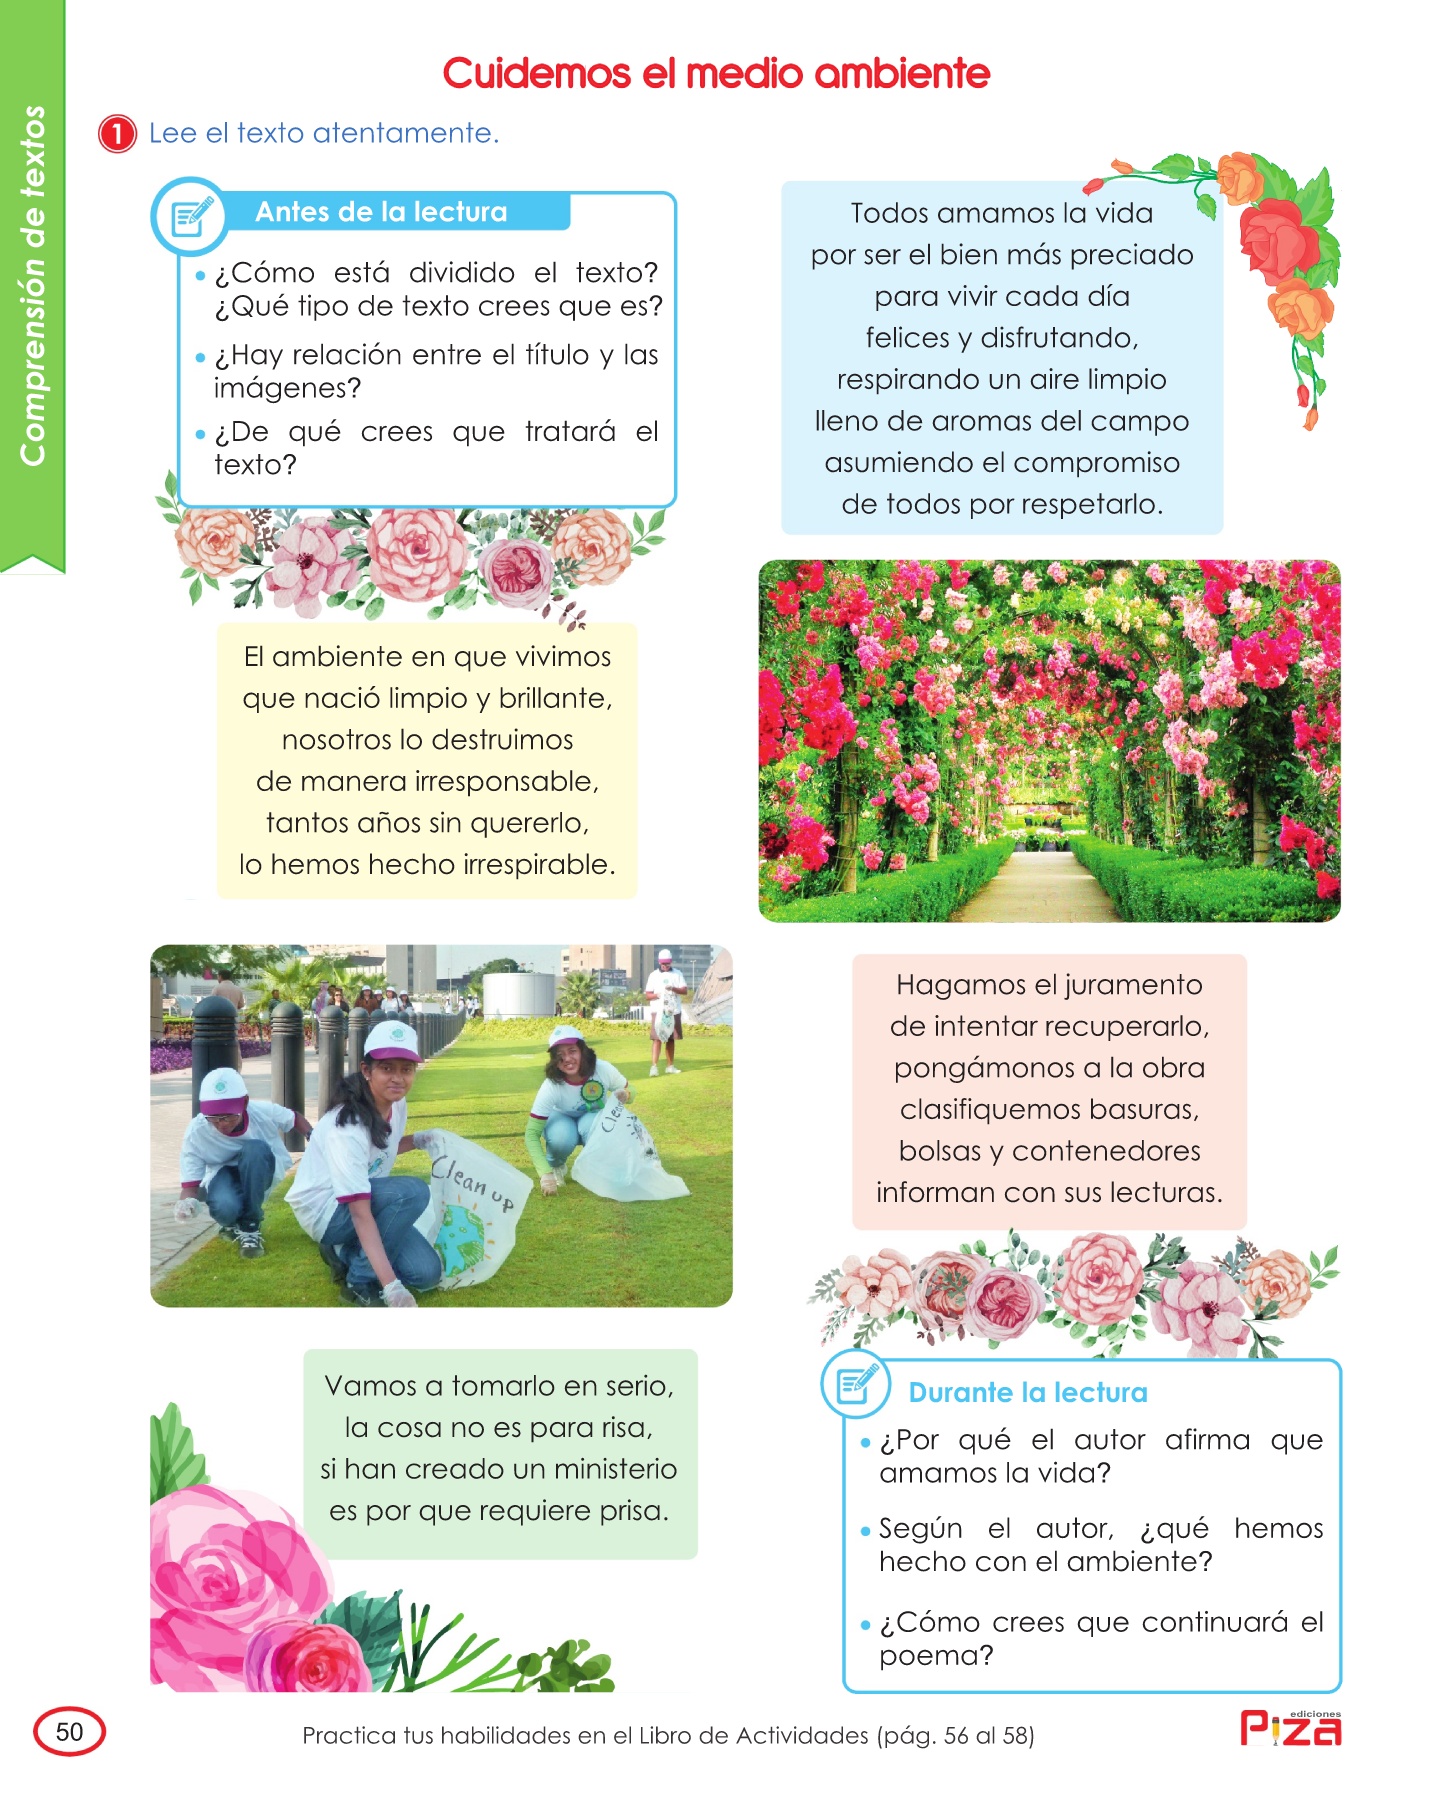 Comprensión de textos
Cuidemos el medio ambiente
1 Lee el texto atentamente.
Antes de la lectura
• ¿Cómo está dividido el texto?
¿Qué tipo de texto crees que es?
• ¿Hay relación entre el título y las
imágenes?
• ¿De qué crees que tratará el
texto?
El ambiente en que vivimos
que nació limpio y brillante,
nosotros lo destruimos
de manera irresponsable,
tantos años sin quererlo,
lo hemos hecho irrespirable.
Clean up
Clean
Vamos a tomarlo en serio,
la cosa no es para risa,
si han creado un ministerio
es por que requiere prisa.
Todos amamos la vida
por ser el bien más preciado
para vivir cada día
felices y disfrutando,
respirando un aire limpio
lleno de aromas del campo
asumiendo el compromiso
de todos por respetarlo.
Hagamos el juramento
de intentar recuperarlo,
pongámonos a la obra
clasifiquemos basuras,
bolsas y contenedores
informan con sus lecturas.
Durante la lectura
• ¿Por qué el autor afirma que
amamos la vida?
• Según el autor, ¿qué hemos
hecho con el ambiente?
• ¿Cómo crees que continuará el
poema?
50
Practica tus habilidades en el Libro de Actividades (pág. 56 al 58)
ediciones
Piza